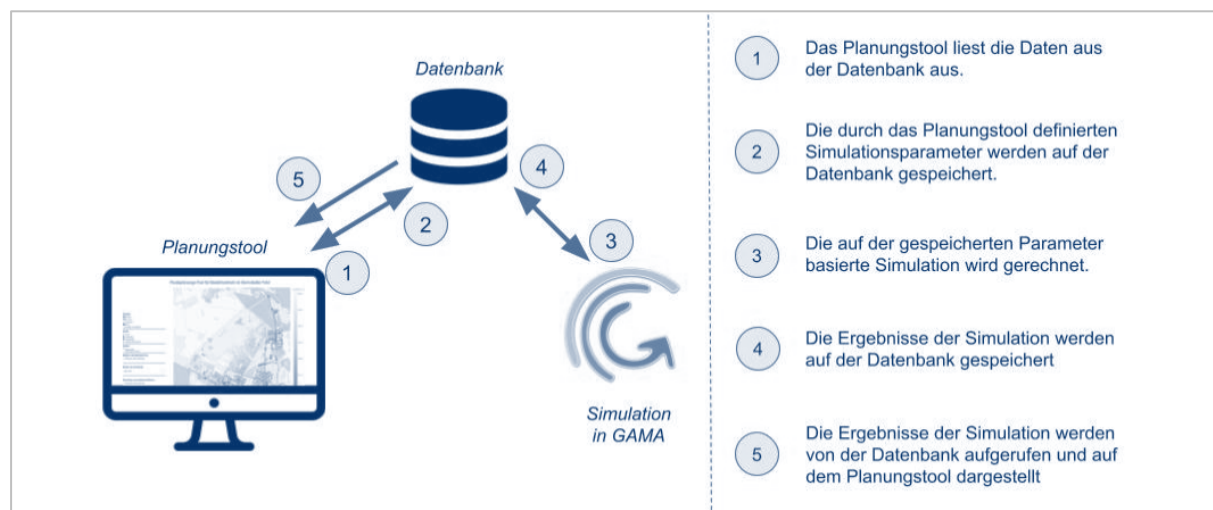 Datenbank
5
4
2
3
Planungstool
1
Simulation
in GAMA
1
Das Planungstool liest die Daten aus
der Datenbank aus.
2
Die durch das Planungstool definierten
Simulationsparameter werden auf der
Datenbank gespeichert.
3
Die auf der gespeicherten Parameter
basierte Simulation wird gerechnet.
4
Die Ergebnisse der Simulation werden
auf der Datenbank gespeichert
5
Die Ergebnisse der Simulation werden
von der Datenbank aufgerufen und auf
dem Planungstool dargestellt